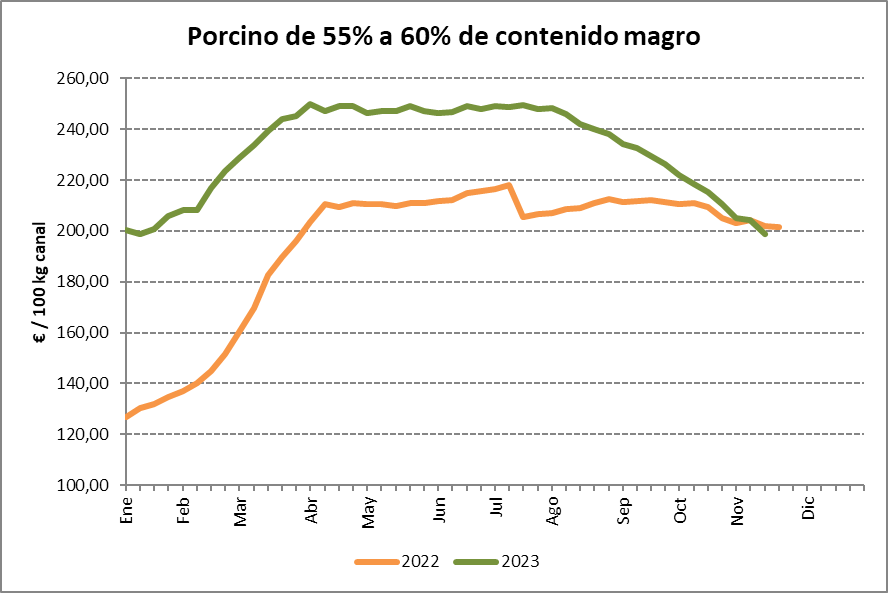 Porcino de 55% a 60% de contenido magro
€ / 100 kg canal
260,00
240,00
220,00
200,00
180,00
160,00
140,00
120,00
100,00
Ene
Feb
Mar
Abr
May
Jun
Jul
Ago
Sep
Oct
Nov
Dic
2022
2023